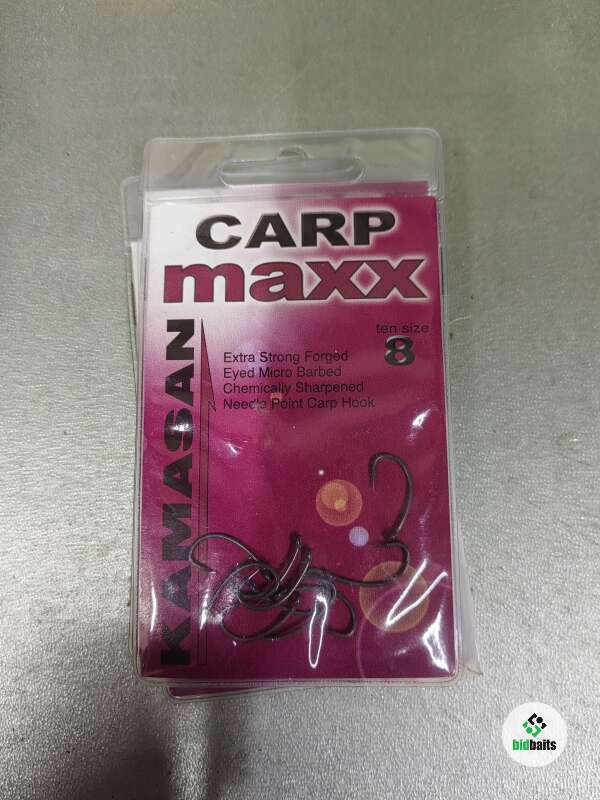 CARP
maxx
ten size
8
Extra Strong Forged
Eyed Micro Barbed
Chemically Sharpened
Needle Point Carp Hook
KAMASAN
bidbaits